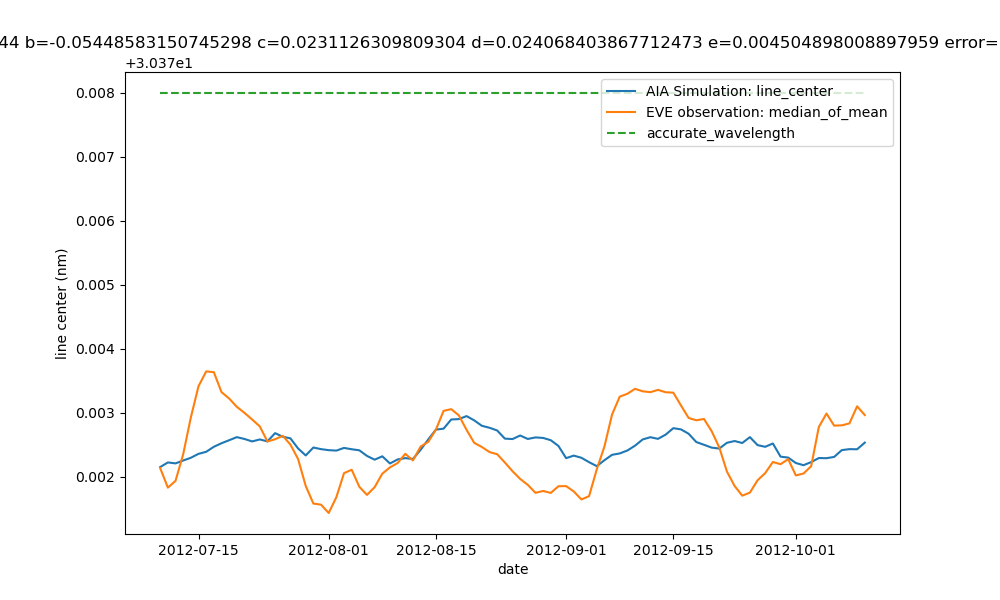 44 b=-0.05448583150745298 c=0.0231126309809304 d=0.024068403867712473 e=0.004504898008897959 error=
+3.037e1
0.008
0.007
0.006
0.005
0.004
0.003
0.002
line center (nm)
AIA Simulation: line_center
EVE observation: median_of_mean
accurate_wavelength
2012-07-15 2012-08-01 2012-08-15 2012-09-01 2012-09-15 2012-10-01
date